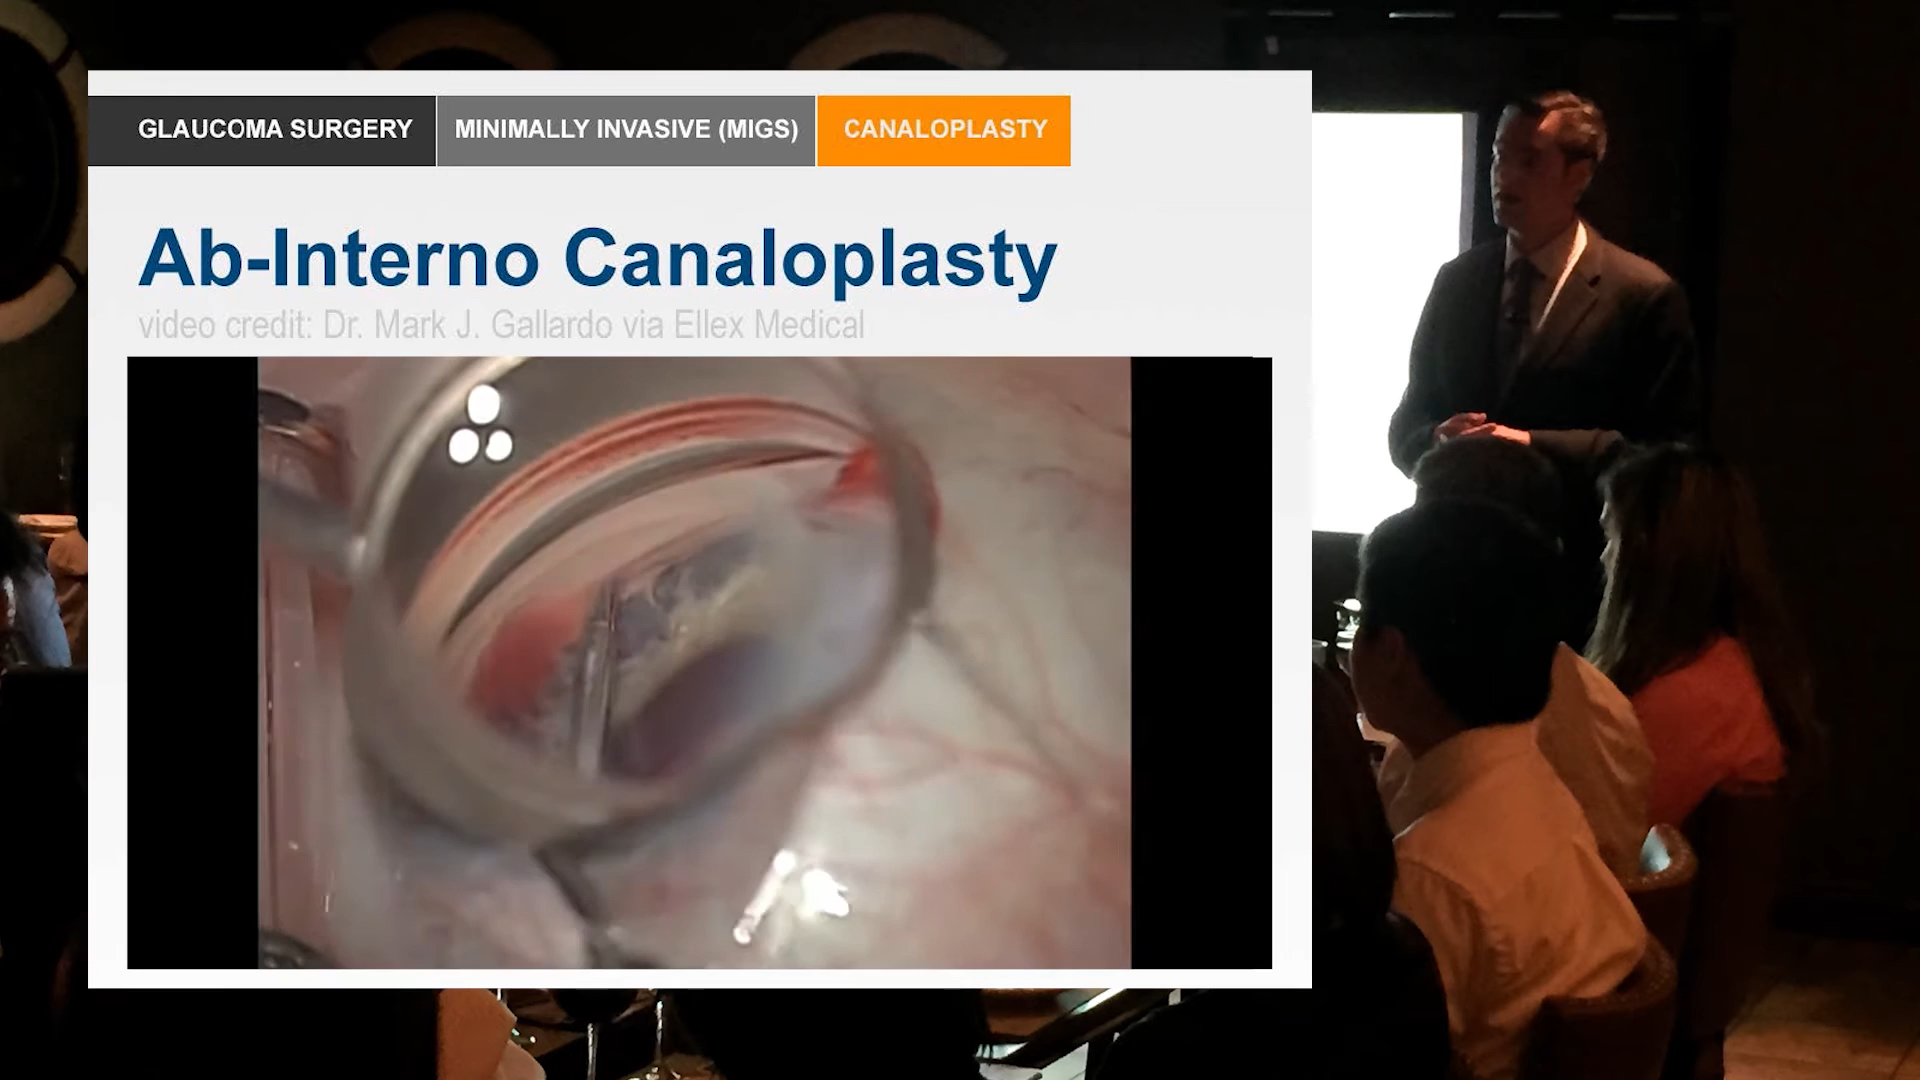 GLAUCOMA SURGERY MINIMALLY INVASIVE (MIGS) CANALOPLASTY
Ab-Interno Canaloplasty
video credit: Dr. Mark J. Gallardo via Ellex Medical